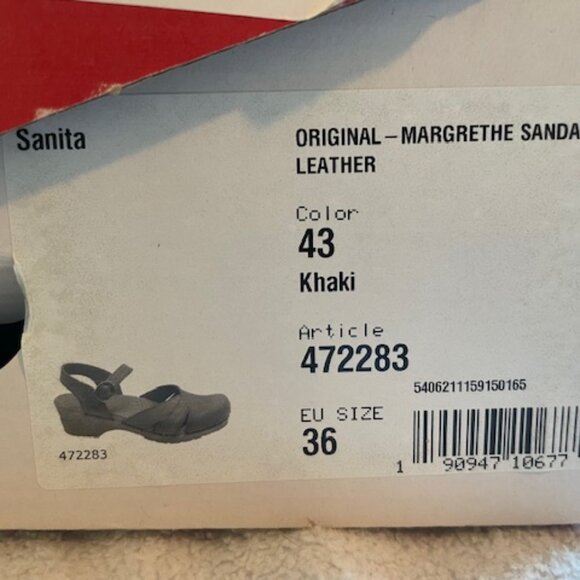 Sanita
ORIGINAL – MARGRETHE SANDA
LEATHER
Color
43
Khaki
Article
472283
5406211159150165
EU SIZE
36
472283
1 90947 10677